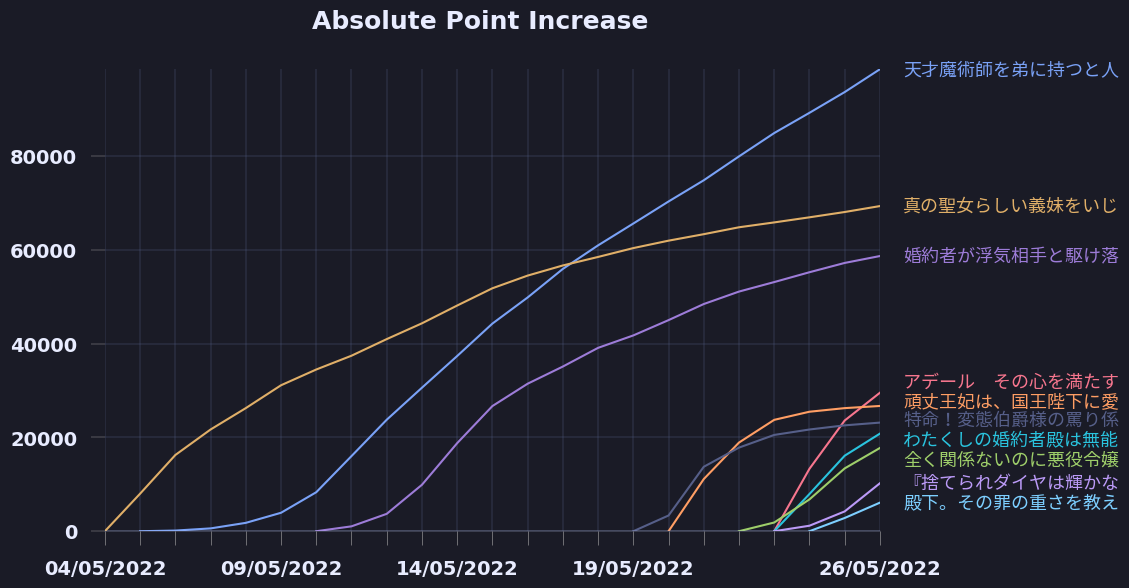 Absolute Point Increase
天才魔術師を弟に持つと人
真の聖女らしい義妹をいじ
婚約者が浮気相手と駆け落
アデール　その心を満たす
頑丈王妃は、国王陛下に愛
特命！変態伯爵様の罵り係
わたくしの婚約者殿は無能
全く関係ないのに悪役令嬢
『捨てられダイヤは輝かな
殿下。その罪の重さを教え
80000
60000
40000
20000
0
04/05/2022 09/05/2022 14/05/2022 19/05/2022 26/05/2022